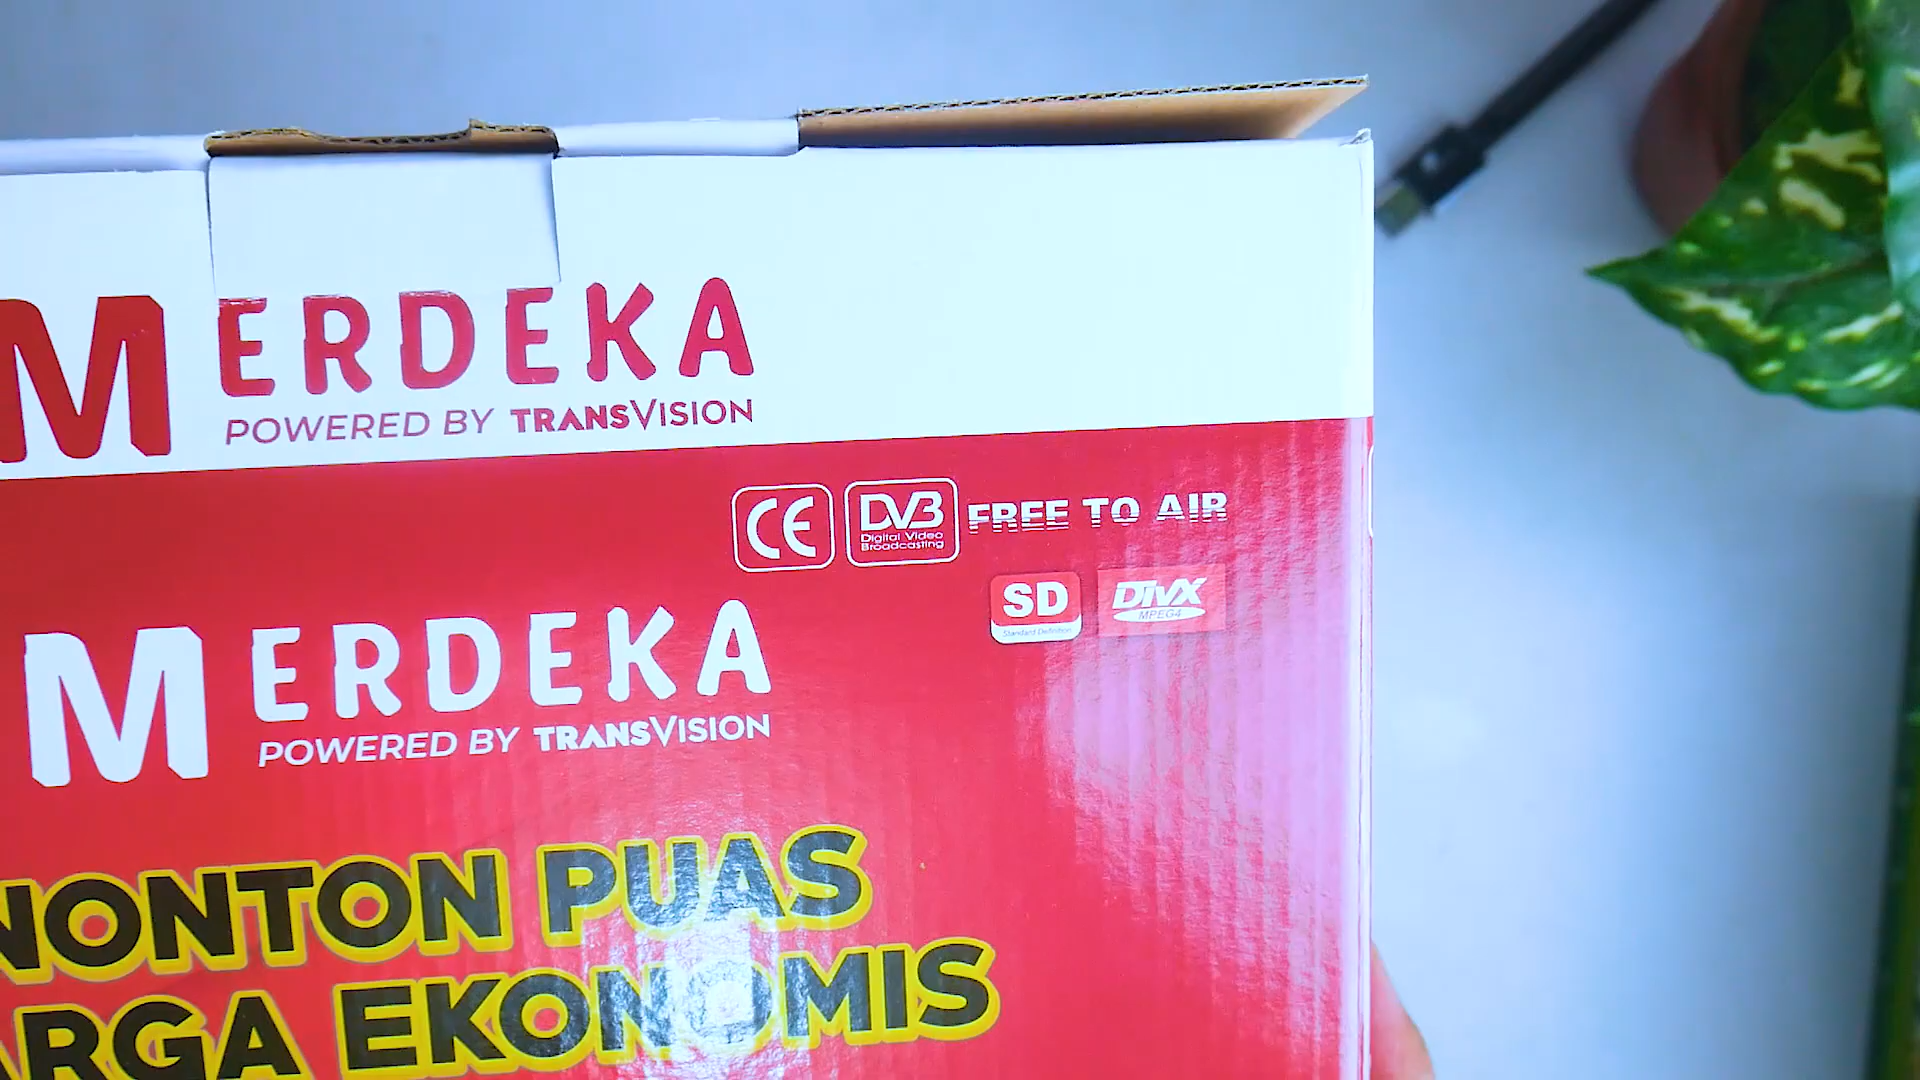 M MERDEKA
POWERED BY TRANSVISION
CE DVB FREE TO AIR
Digital Video
Broadcasting
SD DIVX
Standard Definition MPEG4
M MERDEKA
POWERED BY TRANSVISION
NONTON PUAS
ARGA EKONOMIS